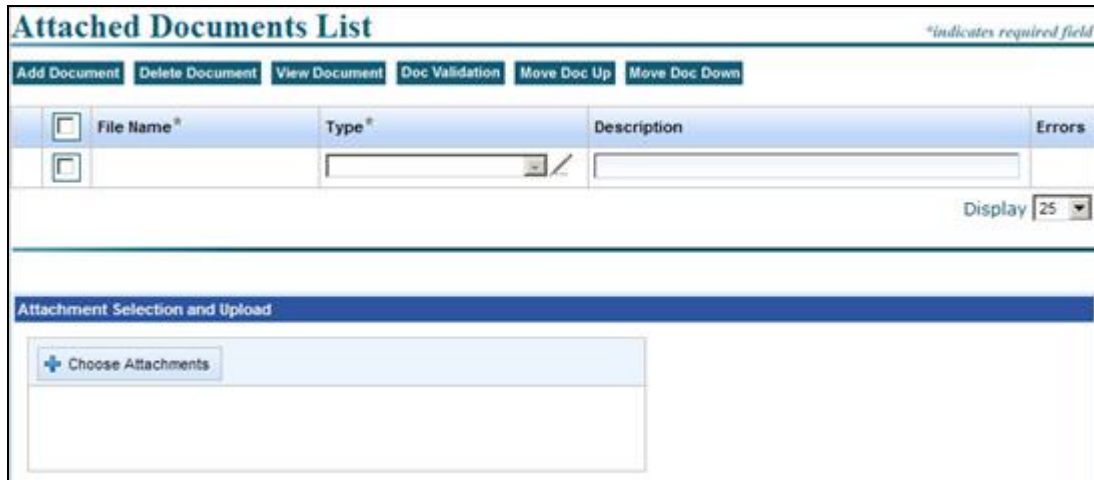 Attached Documents List
*indicates required field
Add Document Delete Document View Document Doc Validation Move Doc Up Move Doc Down
File Name* Type* Description Errors
Display 25
Attachment Selection and Upload
Choose Attachments